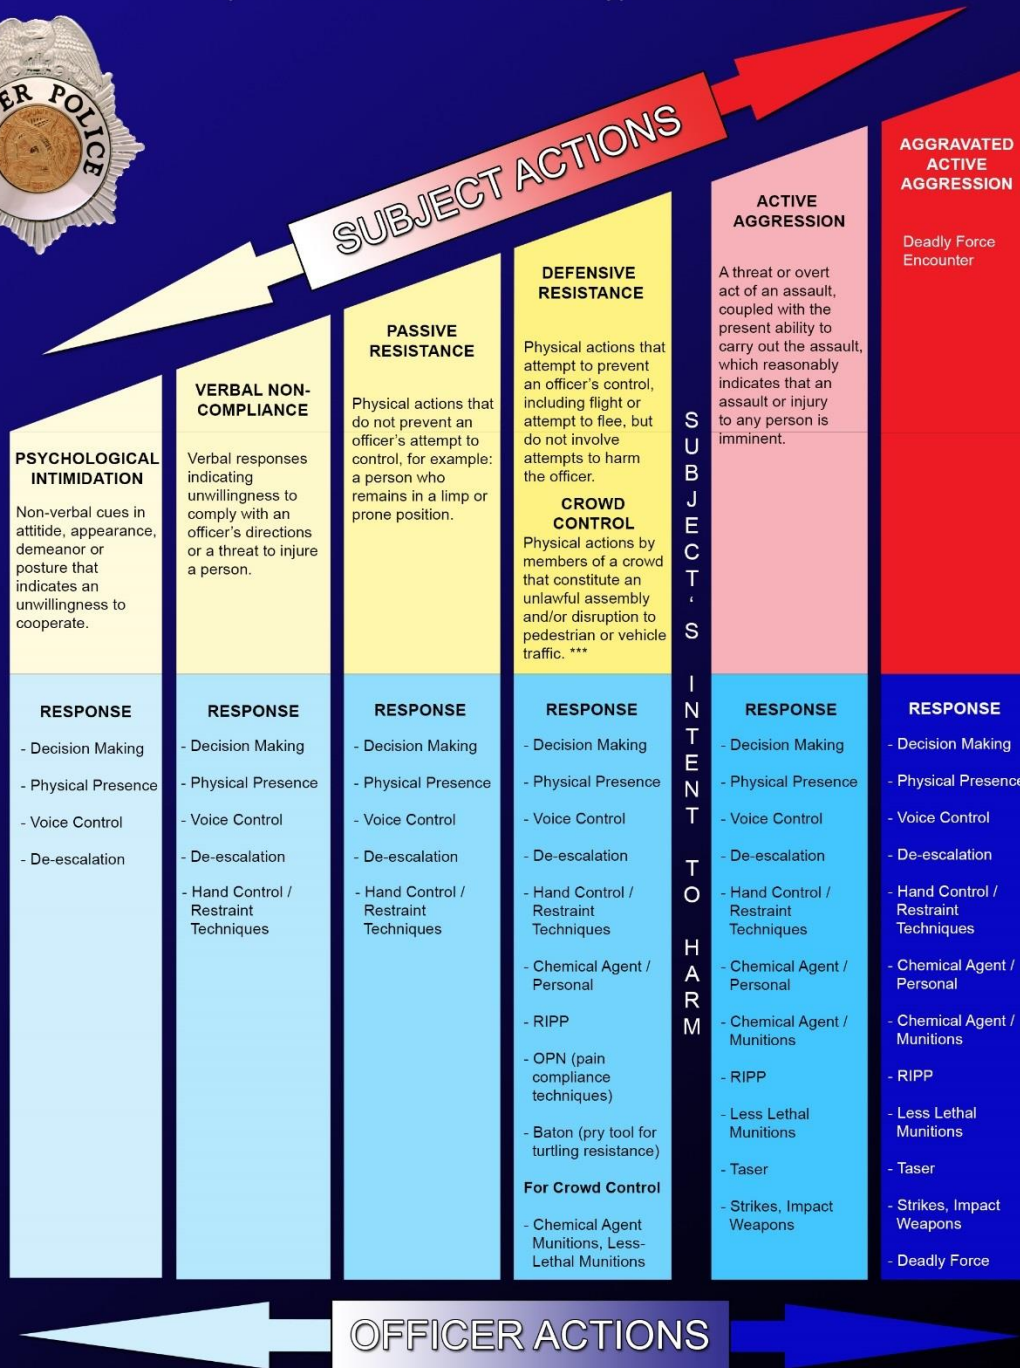 POLICE
SUBJECT ACTIONS
PSYCHOLOGICAL
INTIMIDATION
Non-verbal cues in
attitide, appearance,
demeanor or
posture that
indicates an
unwillingness to
cooperate.
VERBAL NON-
COMPLIANCE
Verbal responses
indicating
unwillingness to
comply with an
officer's directions
or a threat to injure
a person.
PASSIVE
RESISTANCE
Physical actions that
do not prevent an
officer's attempt to
control, for example:
a person who
remains in a limp or
prone position.
DEFENSIVE
RESISTANCE
Physical actions that
attempt to prevent
an officer's control,
including flight or
attempt to flee, but
do not involve
attempts to harm
the officer.
CROWD
CONTROL
Physical actions by
members of a crowd
that constitute an
unlawful assembly
and/or disruption to
pedestrian or vehicle
traffic. ***
SUBJECT'S INTENT TO HARM
ACTIVE
AGGRESSION
A threat or overt
act of an assault,
coupled with the
present ability to
carry out the assault,
which reasonably
indicates that an
assault or injury
to any person is
imminent.
AGGRAVATED
ACTIVE
AGGRESSION
Deadly Force
Encounter
RESPONSE
- Decision Making
- Physical Presence
- Voice Control
- De-escalation
RESPONSE
- Decision Making
- Physical Presence
- Voice Control
- De-escalation
- Hand Control /
Restraint
Techniques
RESPONSE
- Decision Making
- Physical Presence
- Voice Control
- De-escalation
- Hand Control /
Restraint
Techniques
RESPONSE
- Decision Making
- Physical Presence
- Voice Control
- De-escalation
- Hand Control /
Restraint
Techniques
- Chemical Agent /
Personal
- RIPP
- OPN (pain
compliance
techniques)
- Baton (pry tool for
turtling resistance)
For Crowd Control
- Chemical Agent
Munitions, Less-
Lethal Munitions
RESPONSE
- Decision Making
- Physical Presence
- Voice Control
- De-escalation
- Hand Control /
Restraint
Techniques
- Chemical Agent /
Personal
- Chemical Agent /
Munitions
- RIPP
- Less Lethal
Munitions
- Taser
- Strikes, Impact
Weapons
RESPONSE
- Decision Making
- Physical Presence
- Voice Control
- De-escalation
- Hand Control /
Restraint
Techniques
- Chemical Agent /
Personal
- Chemical Agent /
Munitions
- RIPP
- Less Lethal
Munitions
- Taser
- Strikes, Impact
Weapons
- Deadly Force
OFFICER ACTIONS